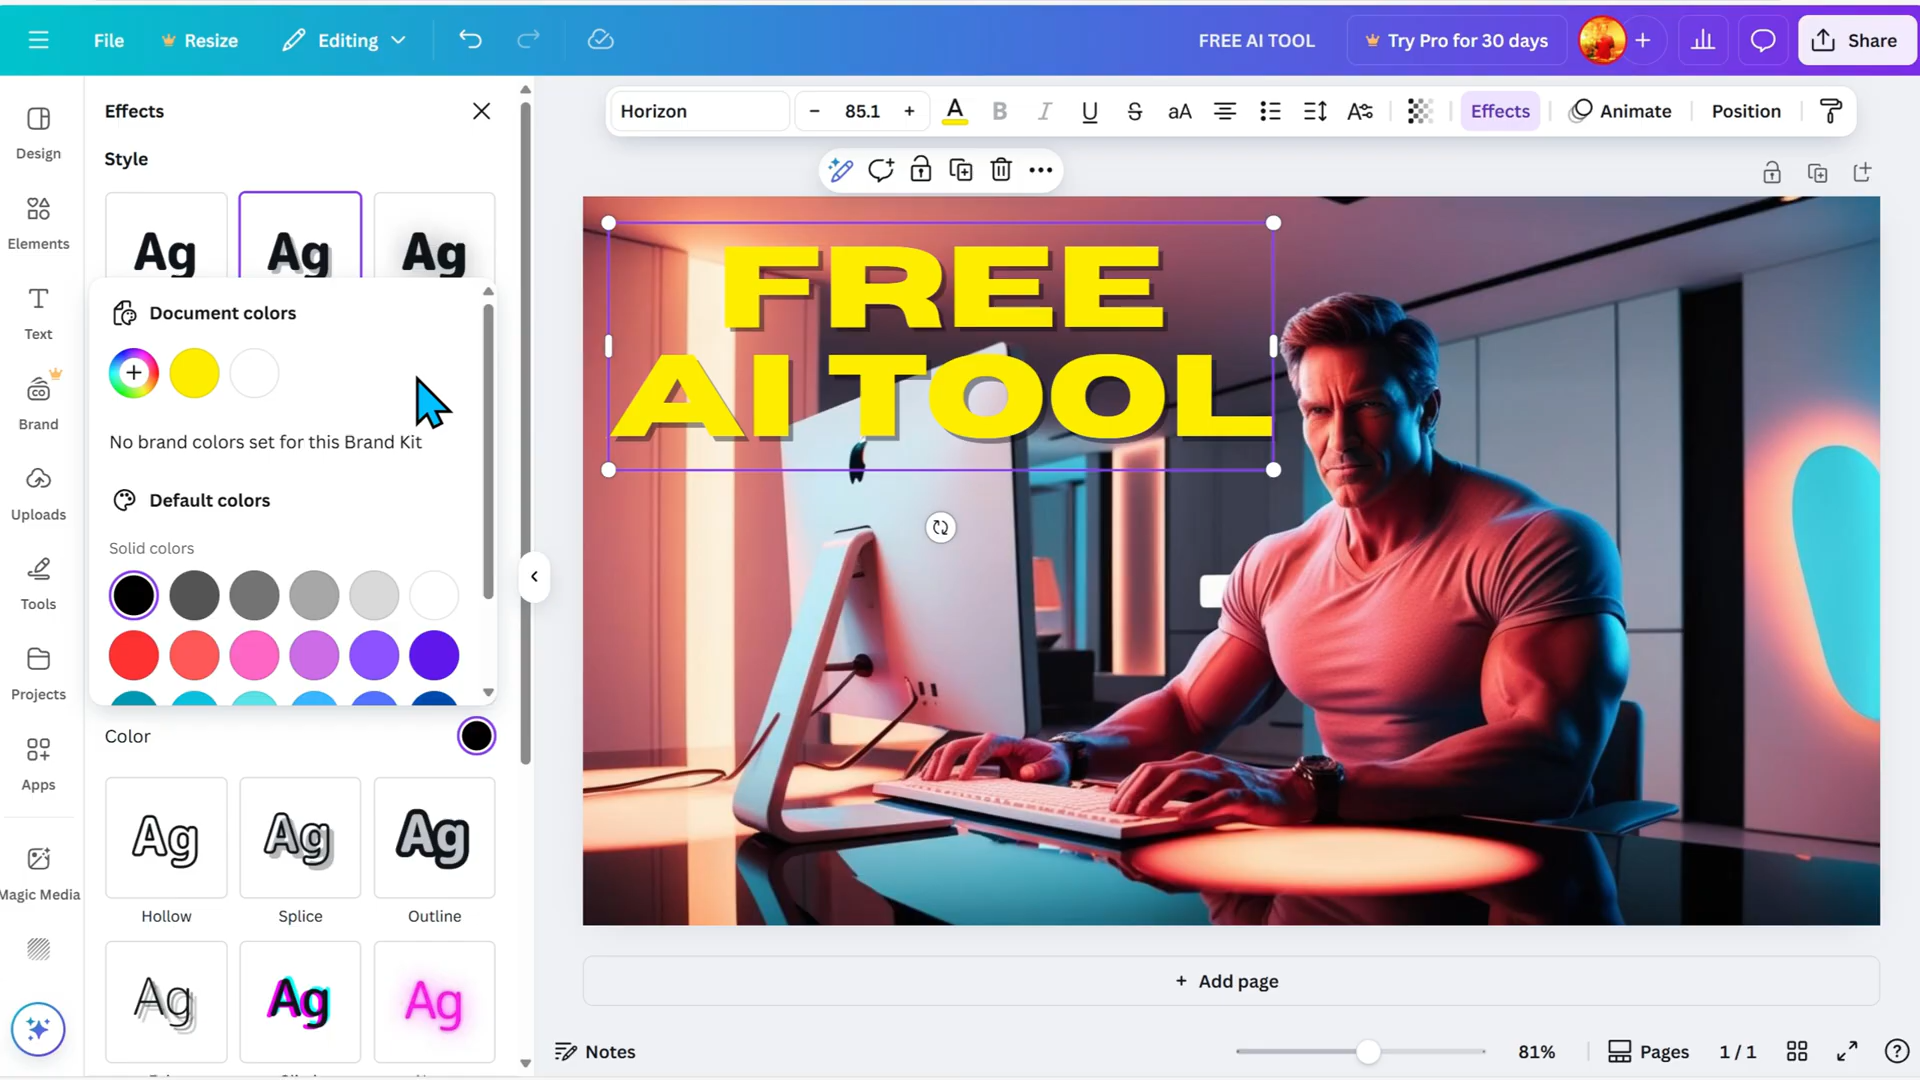 File
Resize
Editing
FREE AI TOOL
Try Pro for 30 days
Share
Design
Elements
Text
Brand
Uploads
Tools
Projects
Apps
Magic Media
Effects
Style
Ag
Ag
Ag
Document colors
No brand colors set for this Brand Kit
Default colors
Solid colors
Color
Ag
Ag
Ag
Hollow
Splice
Outline
Ag
Ag
Ag
Horizon
– 85.1 +
A
B
I
U
S
aA
Effects
Animate
Position
FREE
AI TOOL
+ Add page
Notes
81%
Pages
1 / 1